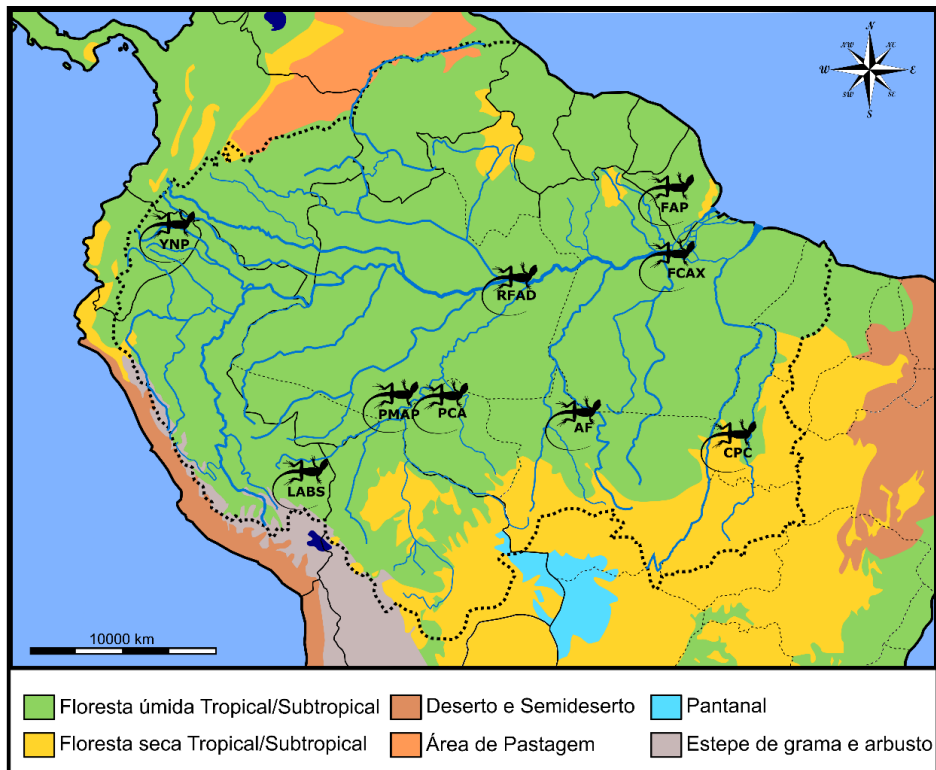 N
NW
NE
W
E
SW
SE
S
FAP
YNP
FCAX
RFAD
PMAP
PCA
AF
CPC
LABS
10000 km
Floresta úmida Tropical/Subtropical
Deserto e Semideserto
Pantanal
Floresta seca Tropical/Subtropical
Área de Pastagem
Estepe de grama e arbusto